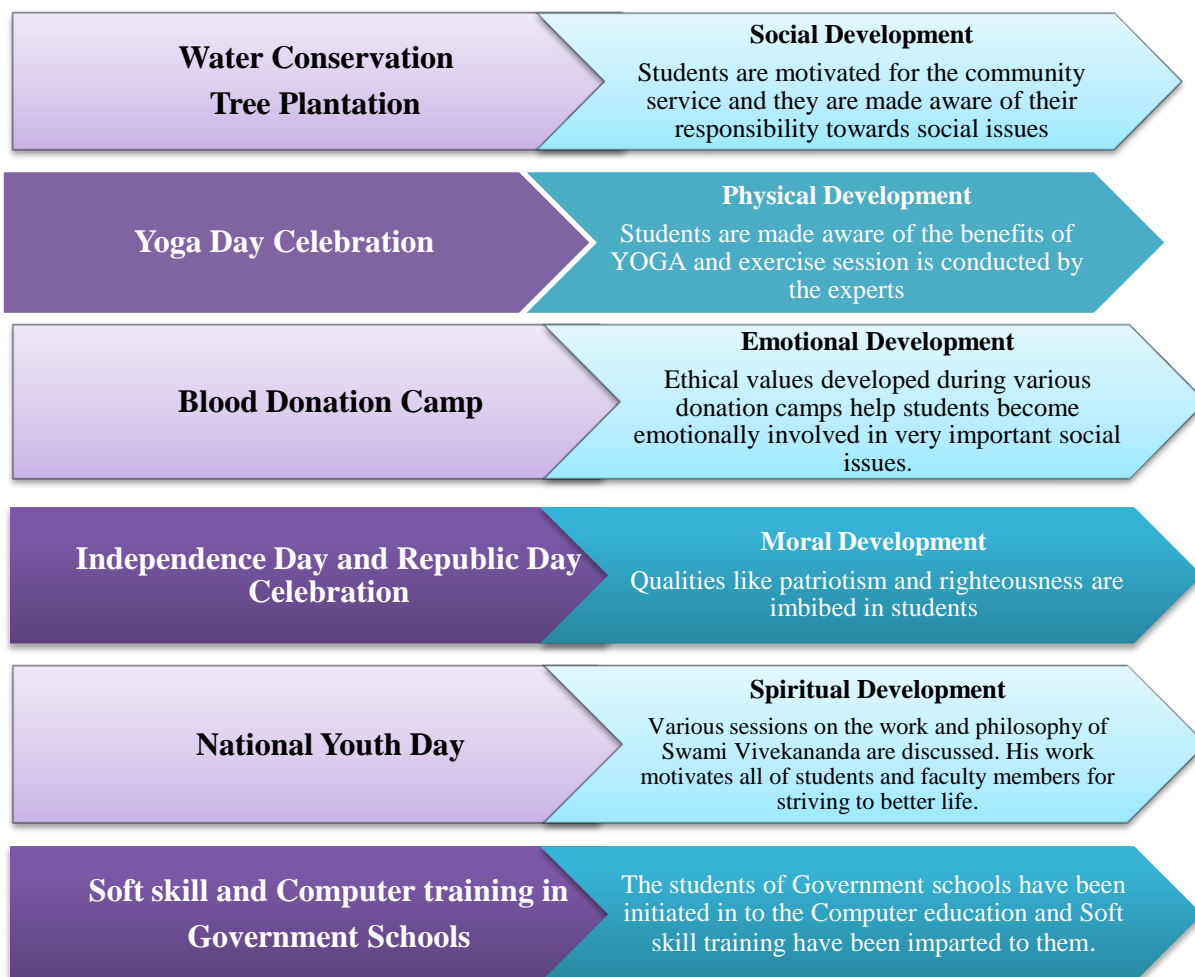 Water Conservation
Tree Plantation
Social Development
Students are motivated for the community
service and they are made aware of their
responsibility towards social issues
Yoga Day Celebration
Physical Development
Students are made aware of the benefits of
YOGA and exercise session is conducted by
the experts
Blood Donation Camp
Emotional Development
Ethical values developed during various
donation camps help students become
emotionally involved in very important social
issues.
Independence Day and Republic Day
Celebration
Moral Development
Qualities like patriotism and righteousness are
imbibed in students
National Youth Day
Spiritual Development
Various sessions on the work and philosophy of
Swami Vivekananda are discussed. His work
motivates all of students and faculty members for
striving to better life.
Soft skill and Computer training in
Government Schools
The students of Government schools have been
initiated in to the Computer education and Soft
skill training have been imparted to them.